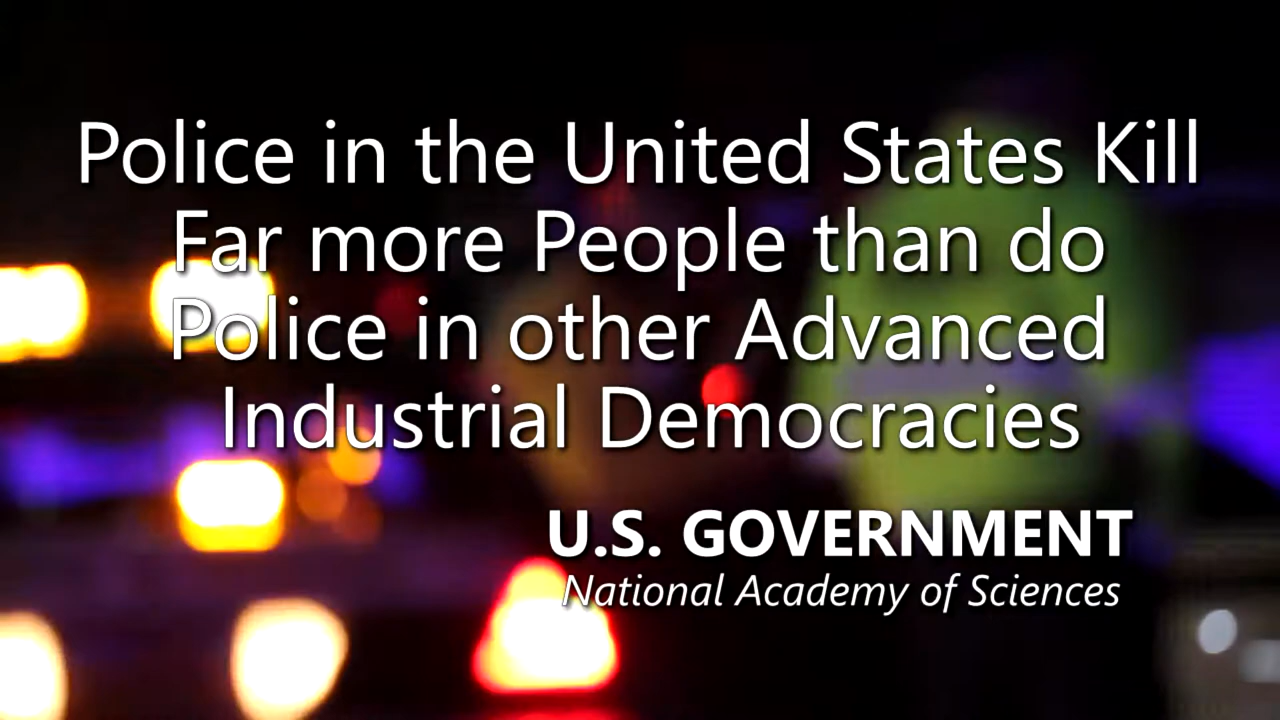 Police in the United States Kill
Far more People than do
Police in other Advanced
Industrial Democracies
U.S. GOVERNMENT
National Academy of Sciences